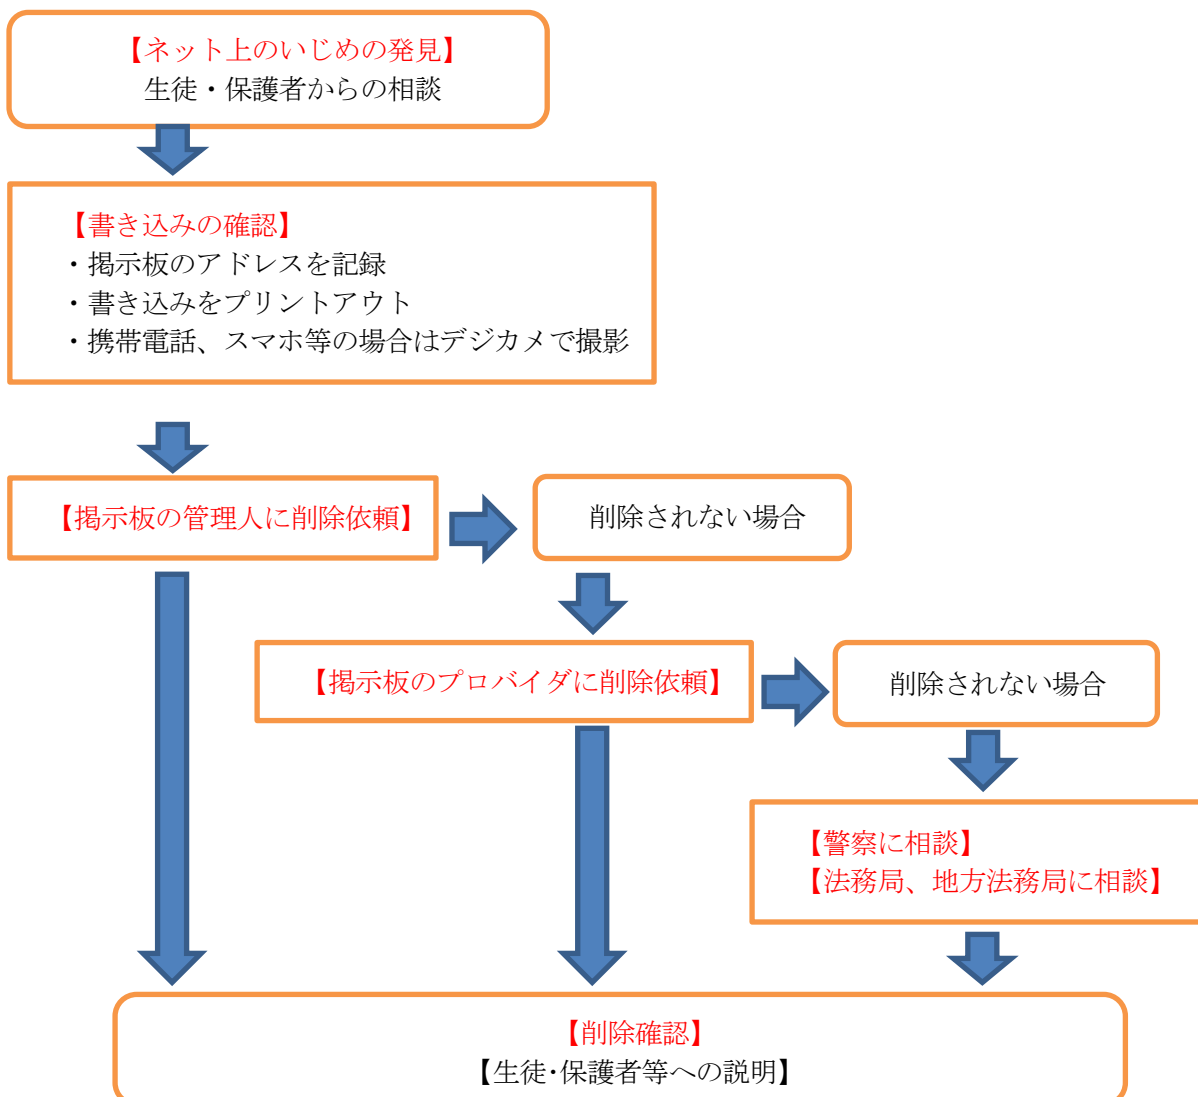 【ネット上のいじめの発見】
生徒・保護者からの相談
【書き込みの確認】
・掲示板のアドレスを記録
・書き込みをプリントアウト
・携帯電話、スマホ等の場合はデジカメで撮影
【掲示板の管理人に削除依頼】
削除されない場合
【掲示板のプロバイダに削除依頼】
削除されない場合
【警察に相談】
【法務局、地方法務局に相談】
【削除確認】
【生徒・保護者等への説明】